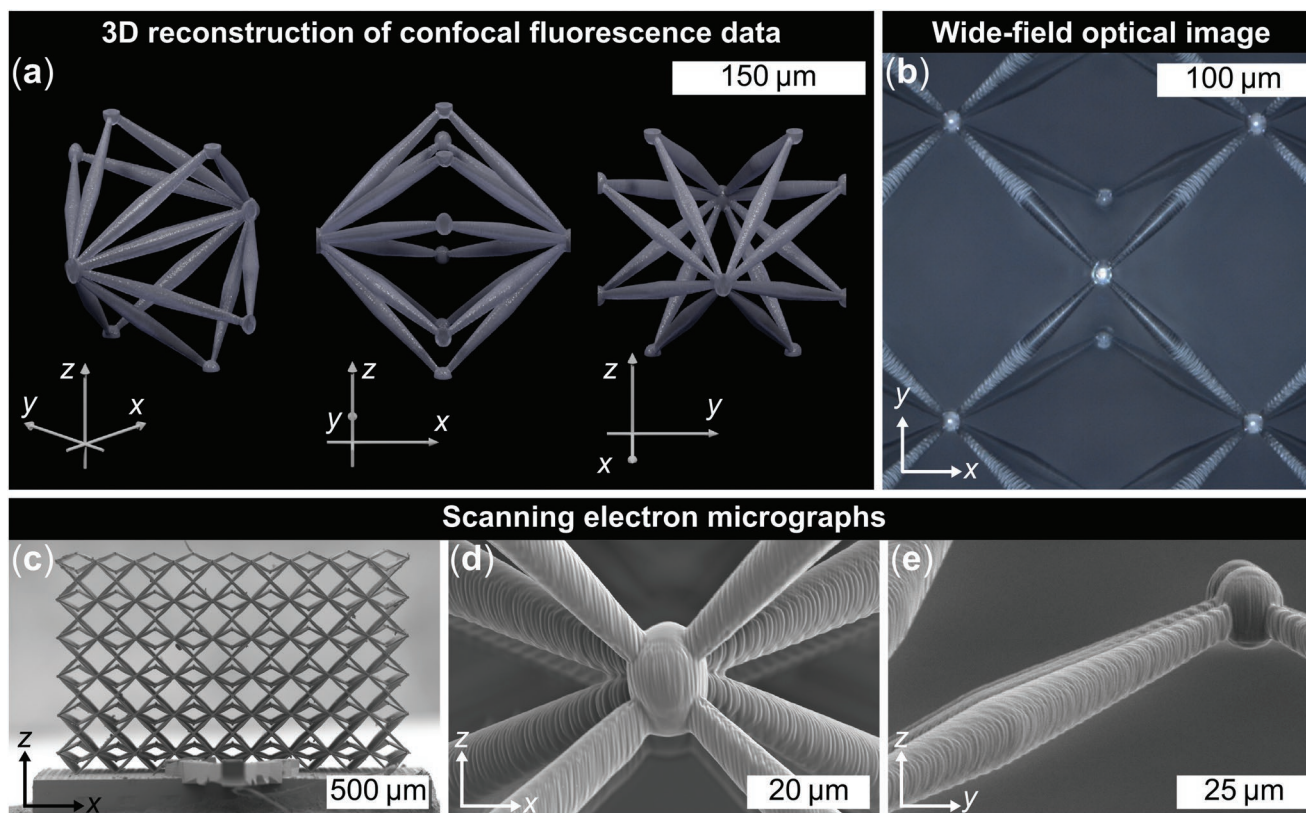 3D reconstruction of confocal fluorescence data
Wide-field optical image
(a)
150 µm
(b)
100 µm
z
y
x
z
y
x
z
y
x
y
x
Scanning electron micrographs
(c)
(d)
(e)
z
x
500 µm
z
x
20 µm
z
y
25 µm